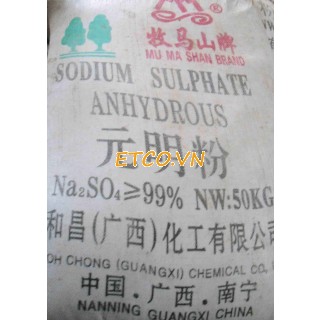 牧马山牌
MU MA SHAN BRAND
SODIUM SULPHATE
ANHYDROUS
元明粉
ETCO.VN
Na₂SO₄≥99% NW:50KG
和昌(广西)化工有限公司
OH CHONG (GUANGXI) CHEMICAL CO.
中国·广西·南宁
NANNING GUANGXI CHINA